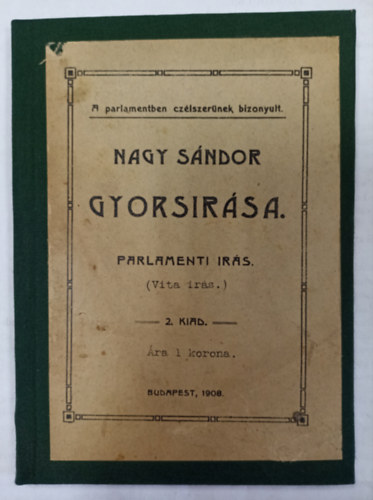 A parlamentben czélszerűnek bizonyult.
NAGY SÁNDOR
GYORSIRÁSA.
PARLAMENTI IRÁS.
(Vita irás.)
2. KIAD.
Ára 1 korona.
BUDAPEST, 1908.